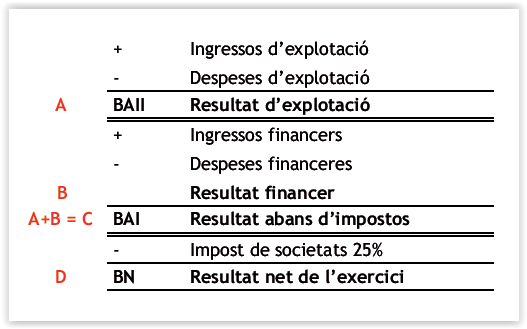 + Ingressos d’explotació
- Despeses d’explotació
A BAII Resultat d’explotació
+ Ingressos financers
- Despeses financeres
B Resultat financer
A+B = C BAI Resultat abans d’impostos
- Impost de societats 25%
D BN Resultat net de l’exercici